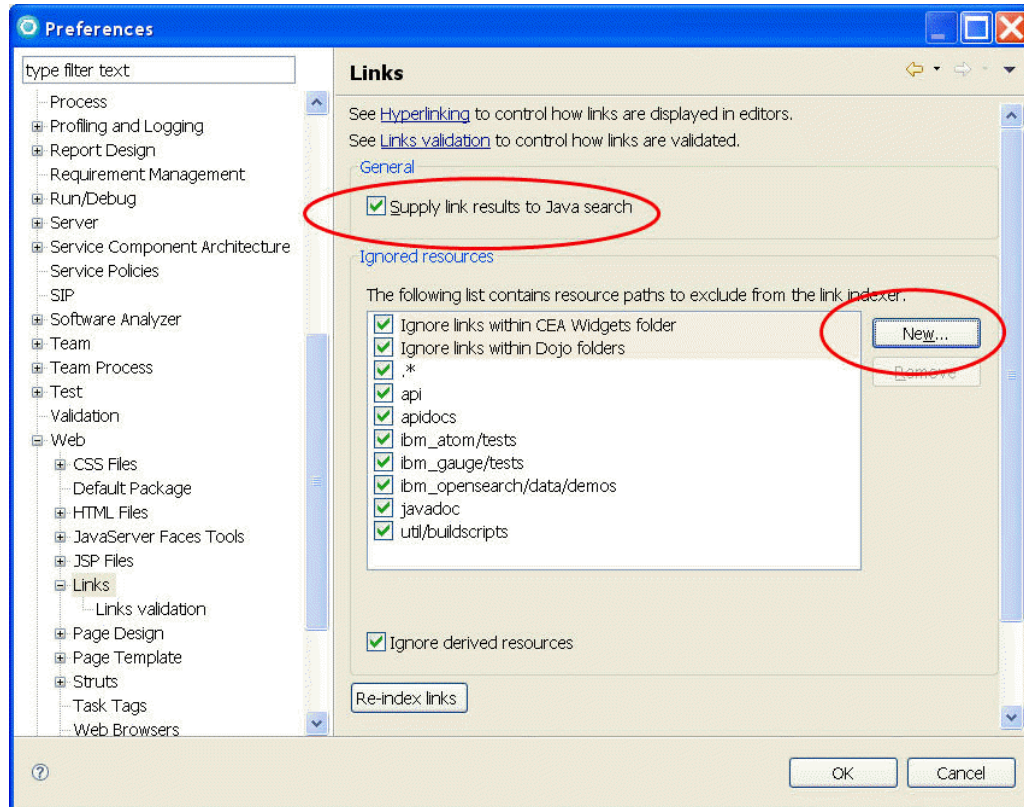 Preferences
type filter text
Process
Profiling and Logging
Report Design
Requirement Management
Run/Debug
Server
Service Component Architecture
Service Policies
SIP
Software Analyzer
Team
Team Process
Test
Validation
Web
CSS Files
Default Package
HTML Files
JavaServer Faces Tools
JSP Files
Links
Links validation
Page Design
Page Template
Struts
Task Tags
Web Browsers
Links
See Hyperlinking to control how links are displayed in editors.
See Links validation to control how links are validated.
General
Supply link results to Java search
Ignored resources
The following list contains resource paths to exclude from the link indexer.
Ignore links within CEA Widgets folder
Ignore links within Dojo folders
.*
api
apidocs
ibm_atom/tests
ibm_gauge/tests
ibm_opensearch/data/demos
javadoc
util/buildscripts
New...
Remove
Ignore derived resources
Re-index links
OK
Cancel